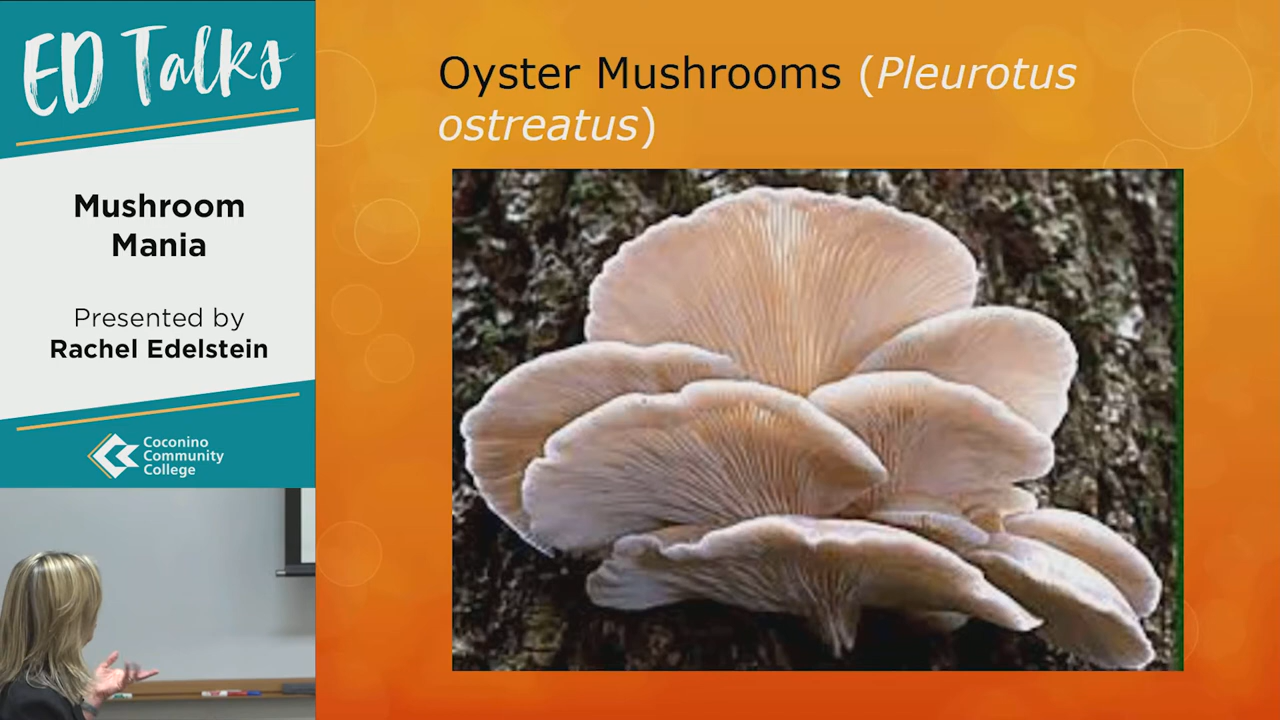 ED Talks
Mushroom
Mania
Presented by
Rachel Edelstein
Coconino
Community
College
Oyster Mushrooms (Pleurotus
ostreatus)